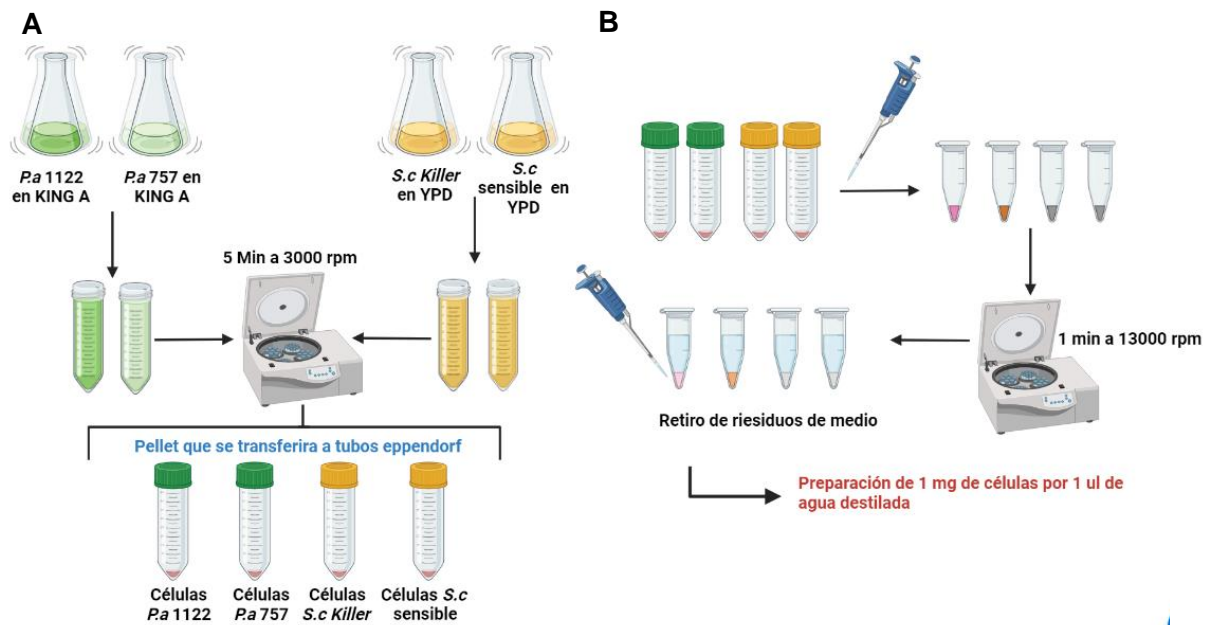 A
P.a 1122
en KING A
P.a 757 en
KING A
S.c Killer
en YPD
S.c
sensible en
YPD
5 Min a 3000 rpm
Pellet que se transferira a tubos eppendorf
Células
P.a 1122
Células
P.a 757
Células
S.c Killer
Células S.c
sensible
B
1 min a 13000 rpm
Retiro de riesiduos de medio
Preparación de 1 mg de células por 1 ul de
agua destilada